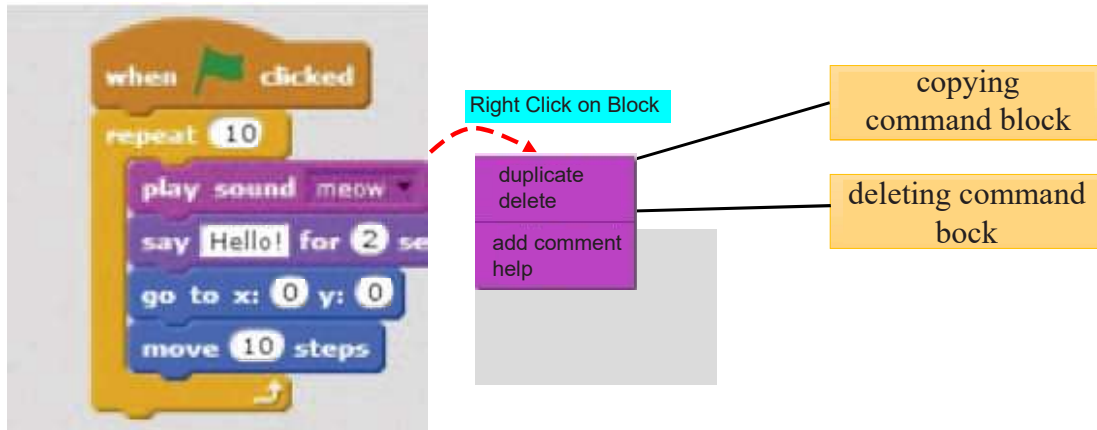 when clicked
repeat 10
play sound meow
say Hello! for 2 se
go to x: 0 y: 0
move 10 steps
Right Click on Block
duplicate
delete
add comment
help
copying
command block
deleting command
bock